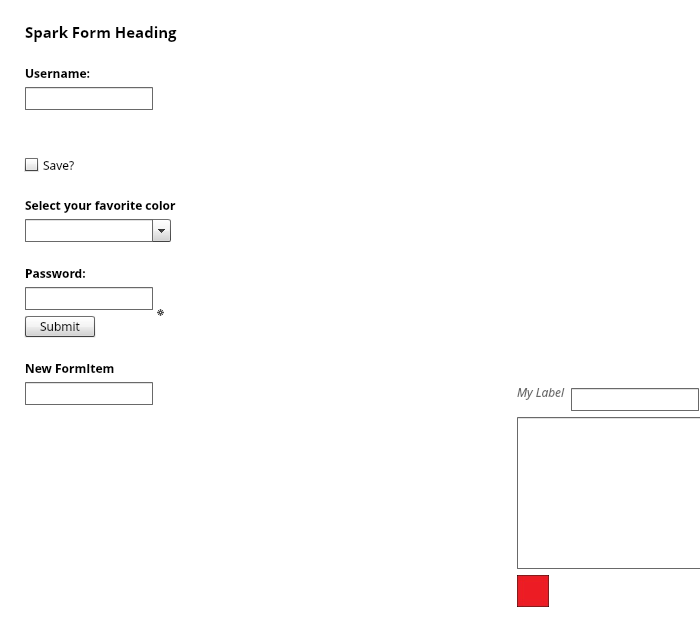 Spark Form Heading
Username:
Save?
Select your favorite color
Password:
Submit
New FormItem
My Label